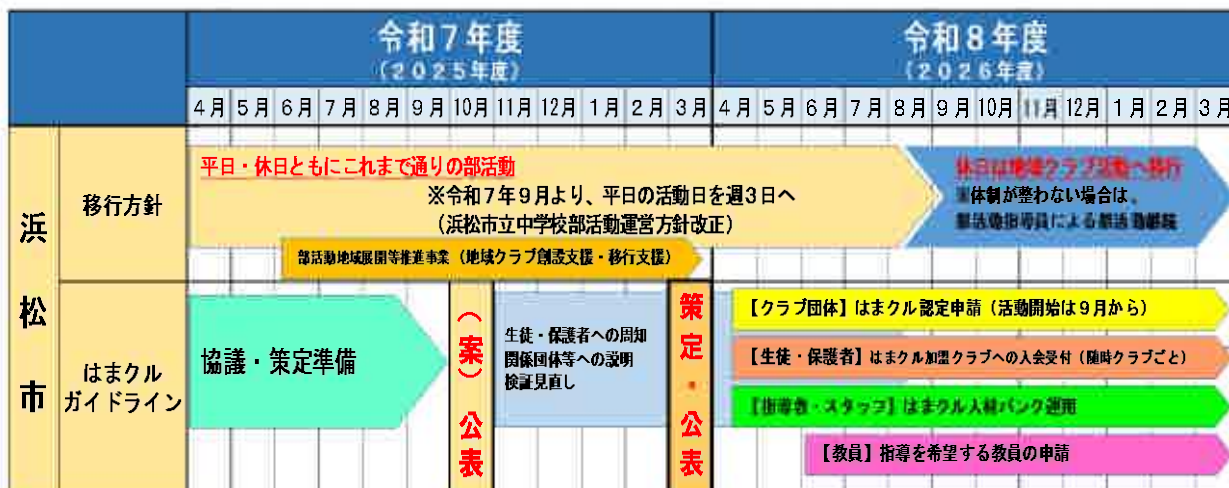 令和7年度
(2025年度)
令和8年度
(2026年度)
4月 5月 6月 7月 8月 9月 10月 11月 12月 1月 2月 3月 4月 5月 6月 7月 8月 9月 10月 11月 12月 1月 2月 3月
浜松市
移行方針
平日・休日ともにこれまで通りの部活動
※令和7年9月より、平日の活動日を週3日へ
(浜松市立中学校部活動運営方針改正)
休日は地域クラブ活動へ移行
※体制が整わない場合は、
部活動指導員による部活動継続
部活動地域展開等推進事業(地域クラブ創設支援・移行支援)
はまクル
ガイドライン
協議・策定準備
(案)公表
生徒・保護者への周知
関係団体等への説明
検証見直し
策定・公表
【クラブ団体】はまクル認定申請(活動開始は9月から)
【生徒・保護者】はまクル加盟クラブへの入会受付(随時クラブごと)
【指導者・スタッフ】はまクル人材バンク運用
【教員】指導を希望する教員の申請